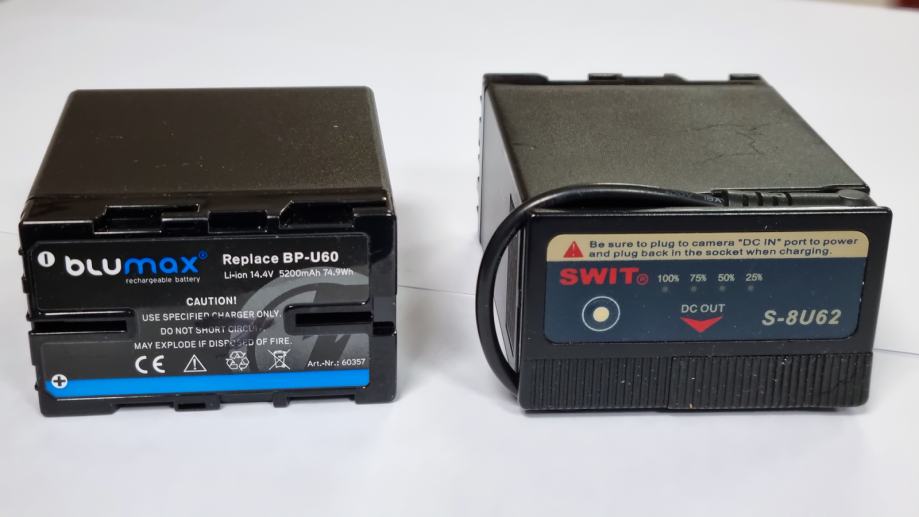 blumax®
rechargeable battery
Replace BP-U60
Li-ion 14.4V 5200mAh 74.9Wh
CAUTION!
USE SPECIFIED CHARGER ONLY.
DO NOT SHORT CIRCUIT.
MAY EXPLODE IF DISPOSED OF FIRE.
CE
Art.-Nr.: 60357
Be sure to plug to camera "DC IN" port to power
and plug back in the socket when charging.
SWIT®
100% 75% 50% 25%
DC OUT
S-8U62